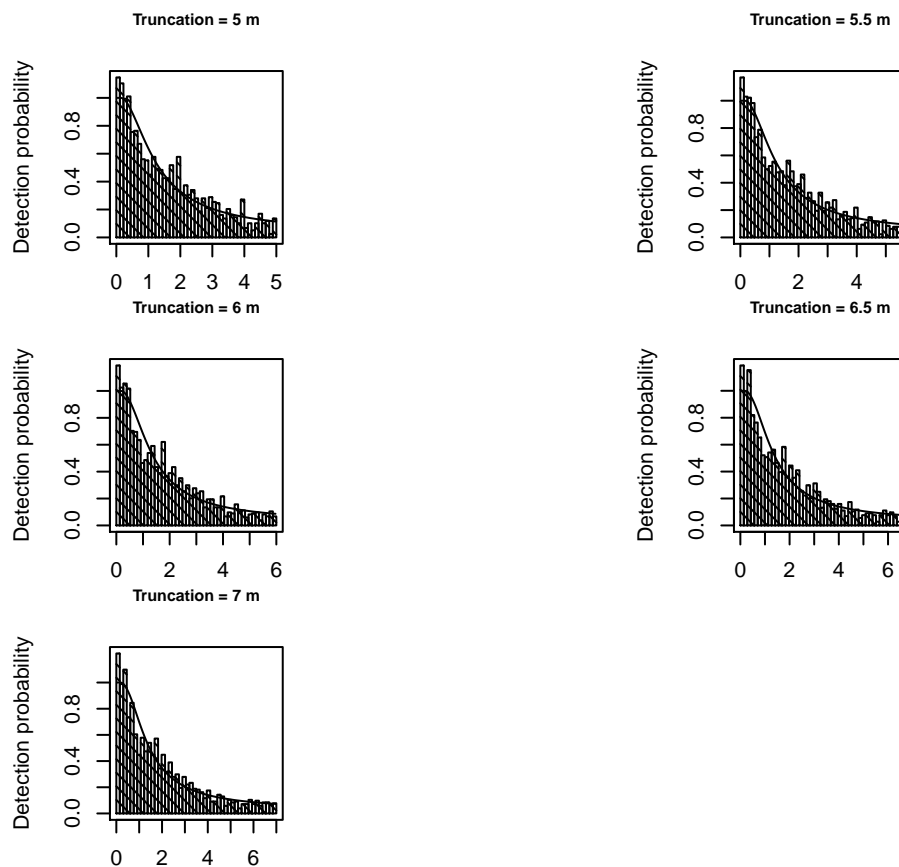 Truncation = 5 m
Detection probability
0.0 0.4 0.8
0 1 2 3 4 5
Truncation = 5.5 m
Detection probability
0.0 0.4 0.8
0 2 4
Truncation = 6 m
Detection probability
0.0 0.4 0.8
0 2 4 6
Truncation = 6.5 m
Detection probability
0.0 0.4 0.8
0 2 4 6
Truncation = 7 m
Detection probability
0.0 0.4 0.8
0 2 4 6